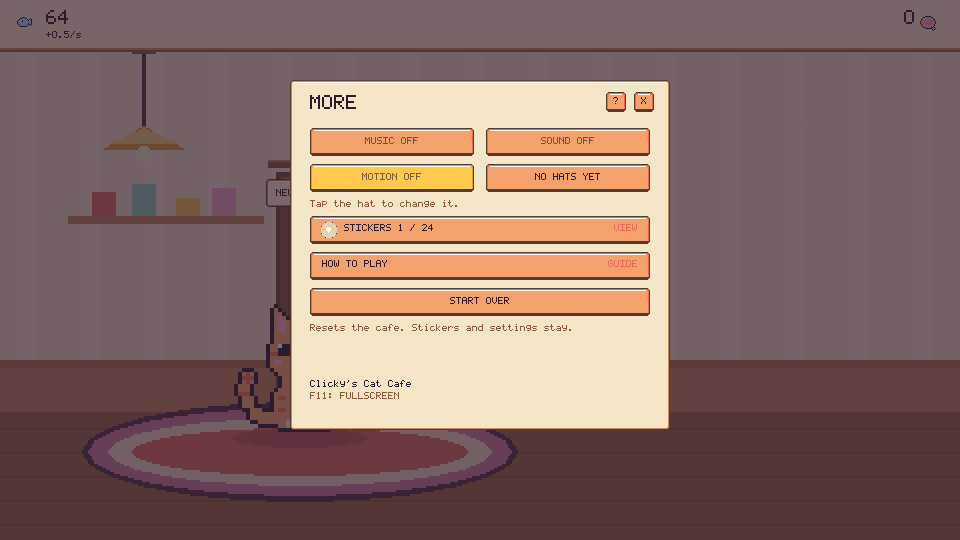 64
+0.5/s
0
MORE
?
X
MUSIC OFF
SOUND OFF
MOTION OFF
NO HATS YET
Tap the hat to change it.
STICKERS 1 / 24
VIEW
HOW TO PLAY
GUIDE
START OVER
Resets the cafe. Stickers and settings stay.
Clicky's Cat Cafe
F11: FULLSCREEN